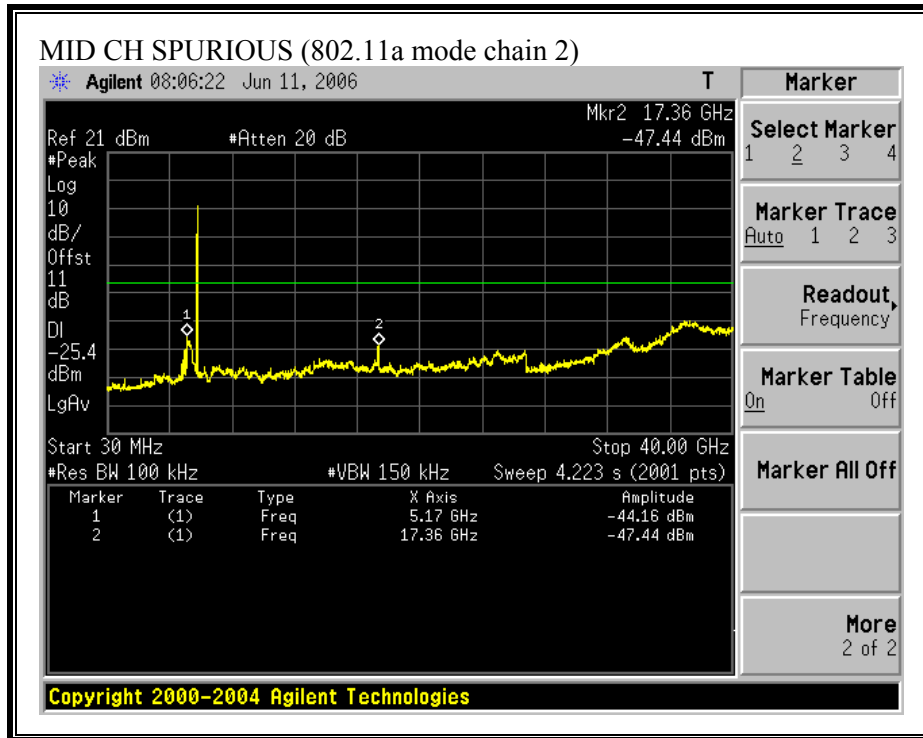 MID CH SPURIOUS (802.11a mode chain 2)
Agilent 08:06:22 Jun 11, 2006 T
Mkr2 17.36 GHz
Ref 21 dBm #Atten 20 dB -47.44 dBm
#Peak
Log
10
dB/
Offst
11
dB
DI
-25.4
dBm
LgAv
1
2
Start 30 MHz Stop 40.00 GHz
#Res BW 100 kHz #VBW 150 kHz Sweep 4.223 s (2001 pts)
Marker Trace Type X Axis Amplitude
1 (1) Freq 5.17 GHz -44.16 dBm
2 (1) Freq 17.36 GHz -47.44 dBm
Copyright 2000-2004 Agilent Technologies
Marker
Select Marker
1 2 3 4
Marker Trace
Auto 1 2 3
Readout
Frequency
Marker Table
On Off
Marker All Off
More
2 of 2